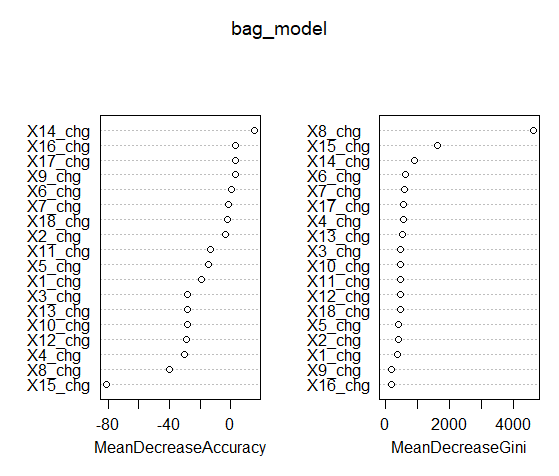 bag_model
X14_chg
X16_chg
X17_chg
X9_chg
X6_chg
X7_chg
X18_chg
X2_chg
X11_chg
X5_chg
X1_chg
X3_chg
X13_chg
X10_chg
X12_chg
X4_chg
X8_chg
X15_chg
-80
-40
0
MeanDecreaseAccuracy
X8_chg
X15_chg
X14_chg
X6_chg
X7_chg
X17_chg
X4_chg
X13_chg
X3_chg
X10_chg
X11_chg
X12_chg
X18_chg
X5_chg
X2_chg
X1_chg
X9_chg
X16_chg
0
2000
4000
MeanDecreaseGini